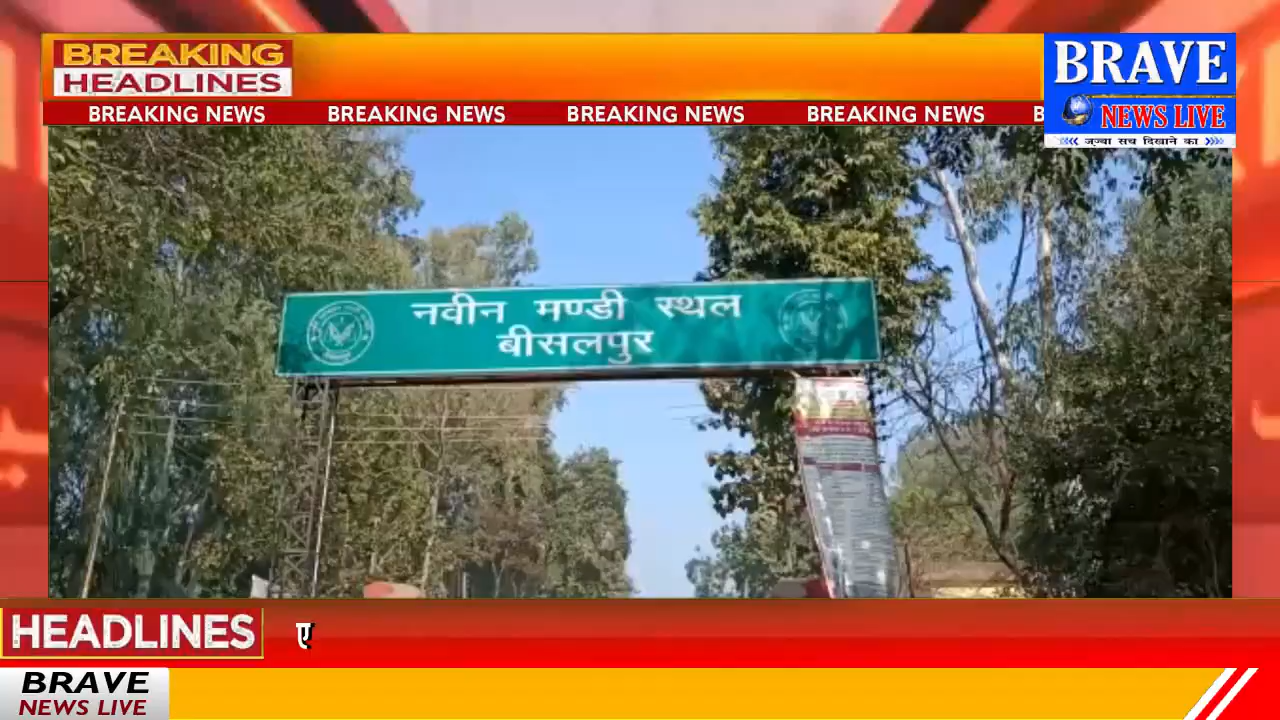 BREAKING
HEADLINES
BRAVE
NEWS LIVE
जज्बा सच दिखाने का
BREAKING NEWS BREAKING NEWS BREAKING NEWS BREAKING NEWS B
नवीन मण्डी स्थल
बीसलपुर
HEADLINES ए
BRAVE
NEWS LIVE